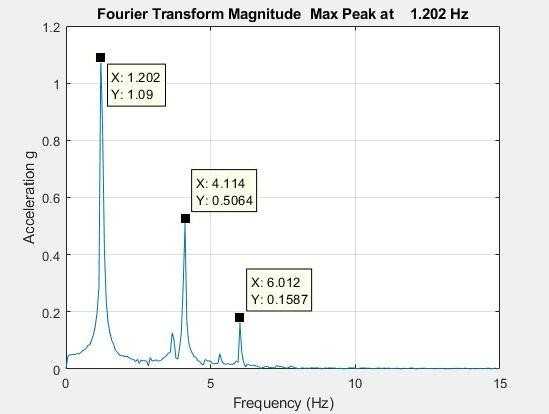 Fourier Transform Magnitude  Max Peak at    1.202 Hz
1.2
1
0.8
0.6
0.4
0.2
0
Acceleration g
X: 1.202
Y: 1.09
X: 4.114
Y: 0.5064
X: 6.012
Y: 0.1587
0
5
10
15
Frequency (Hz)